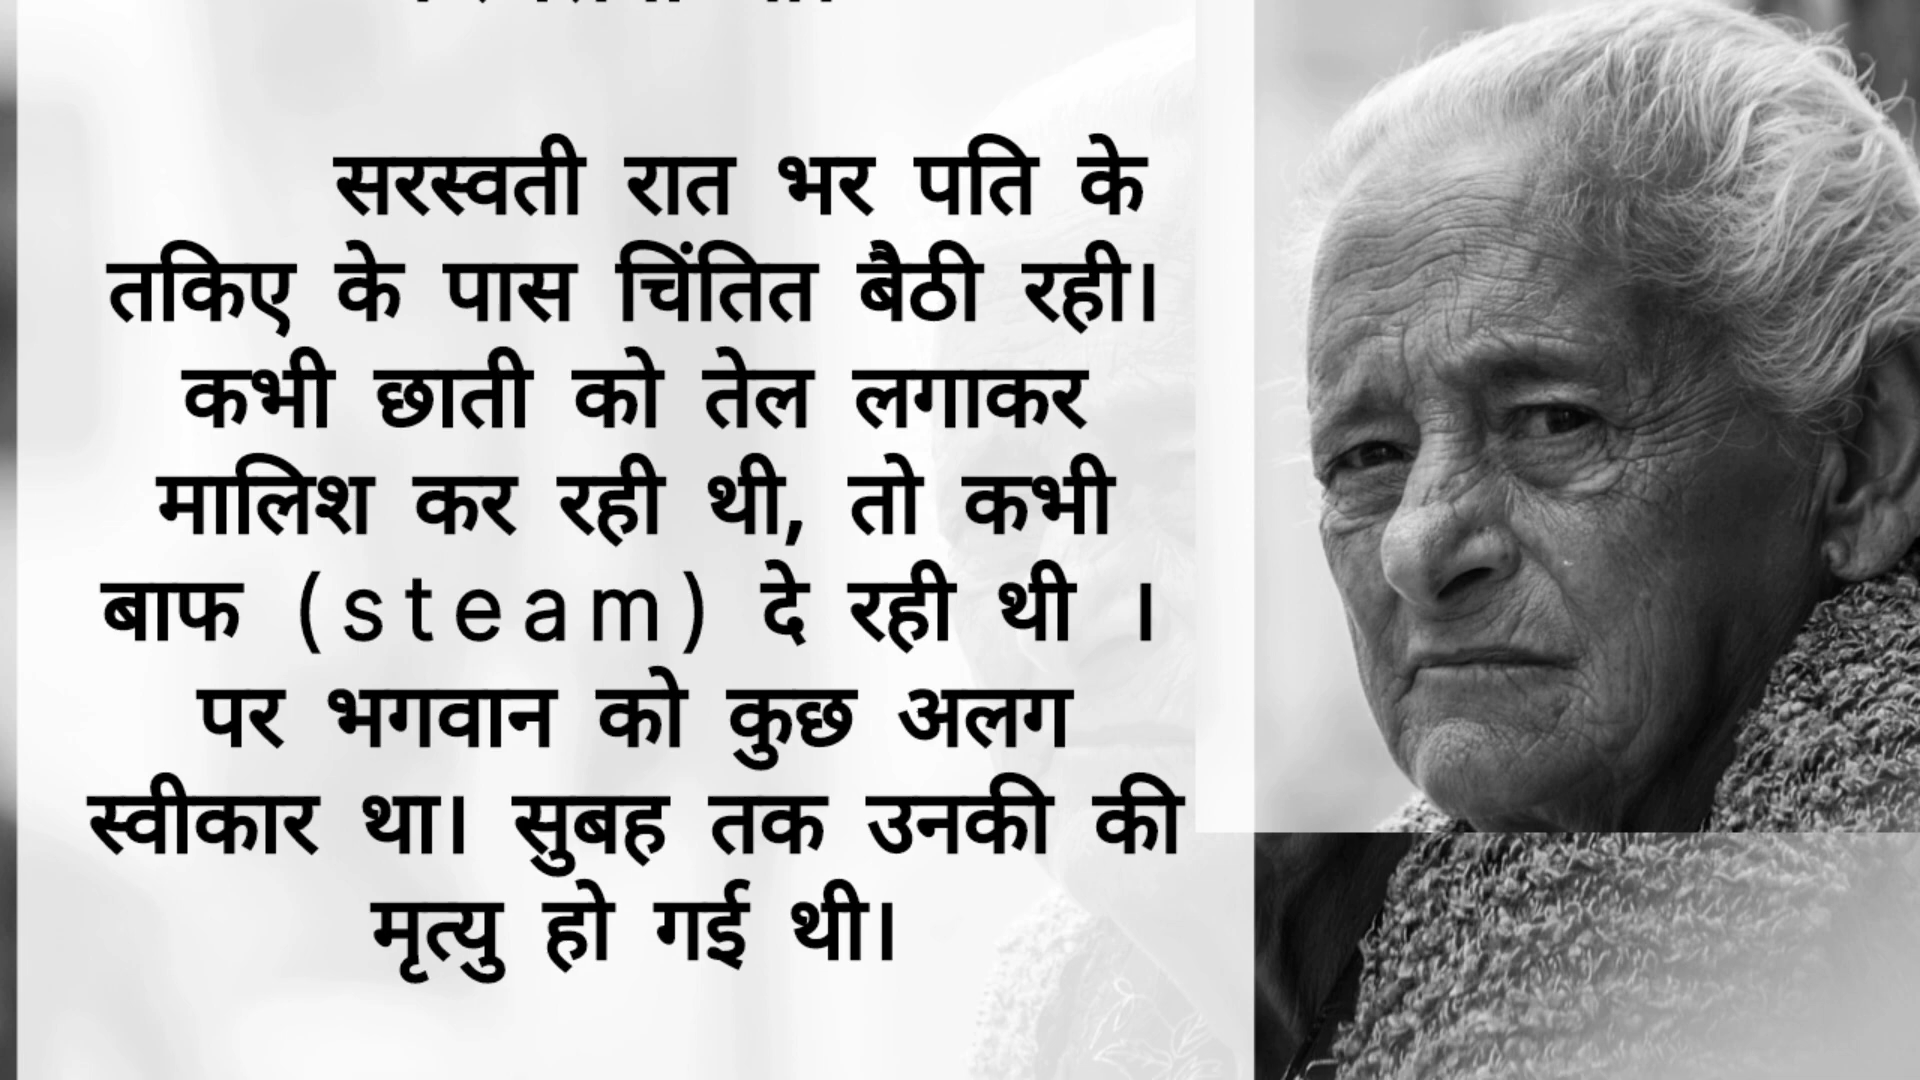 सरस्वती रात भर पति के
तकिए के पास चिंतित बैठी रही।
कभी छाती को तेल लगाकर
मालिश कर रही थी, तो कभी
बाफ (steam) दे रही थी ।
पर भगवान को कुछ अलग
स्वीकार था। सुबह तक उनकी की
मृत्यु हो गई थी।